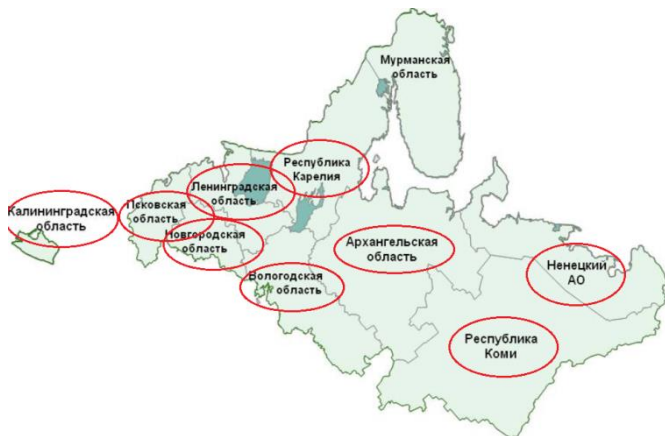 Мурманская
область
Республика
Карелия
Ленинградская
область
Псковская
область
Калининградская
область
Новгородская
область
Архангельская
область
Вологодская
область
Ненецкий
АО
Республика
Коми